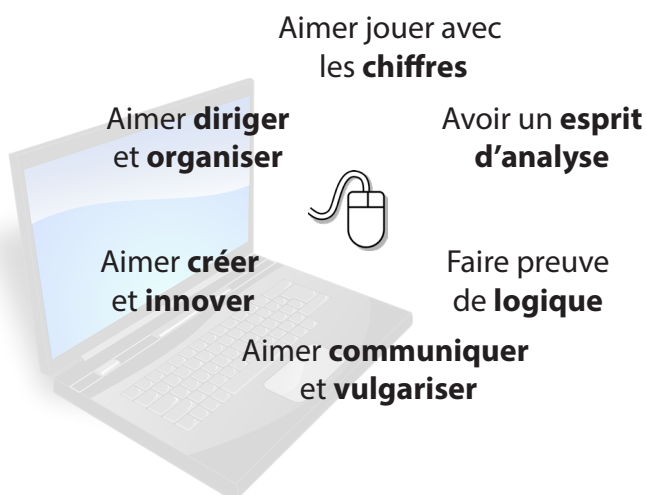 Aimer jouer avec
les chiffres
Aimer diriger
et organiser
Avoir un esprit
d'analyse
Aimer créer
et innover
Faire preuve
de logique
Aimer communiquer
et vulgariser